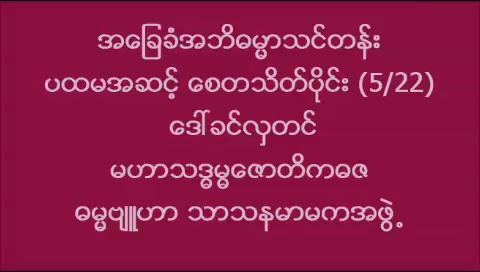 အခြေခံအဘိဓမ္မာသင်တန်း
ပထမအဆင့် စေတသိတ်ပိုင်း (5/22)
ဒေါ်ခင်လှတင်
မဟာသဒ္ဓမ္မဇောတိကဓဇ
ဓမ္မဗျူဟာ သာသနမာမကအဖွဲ့